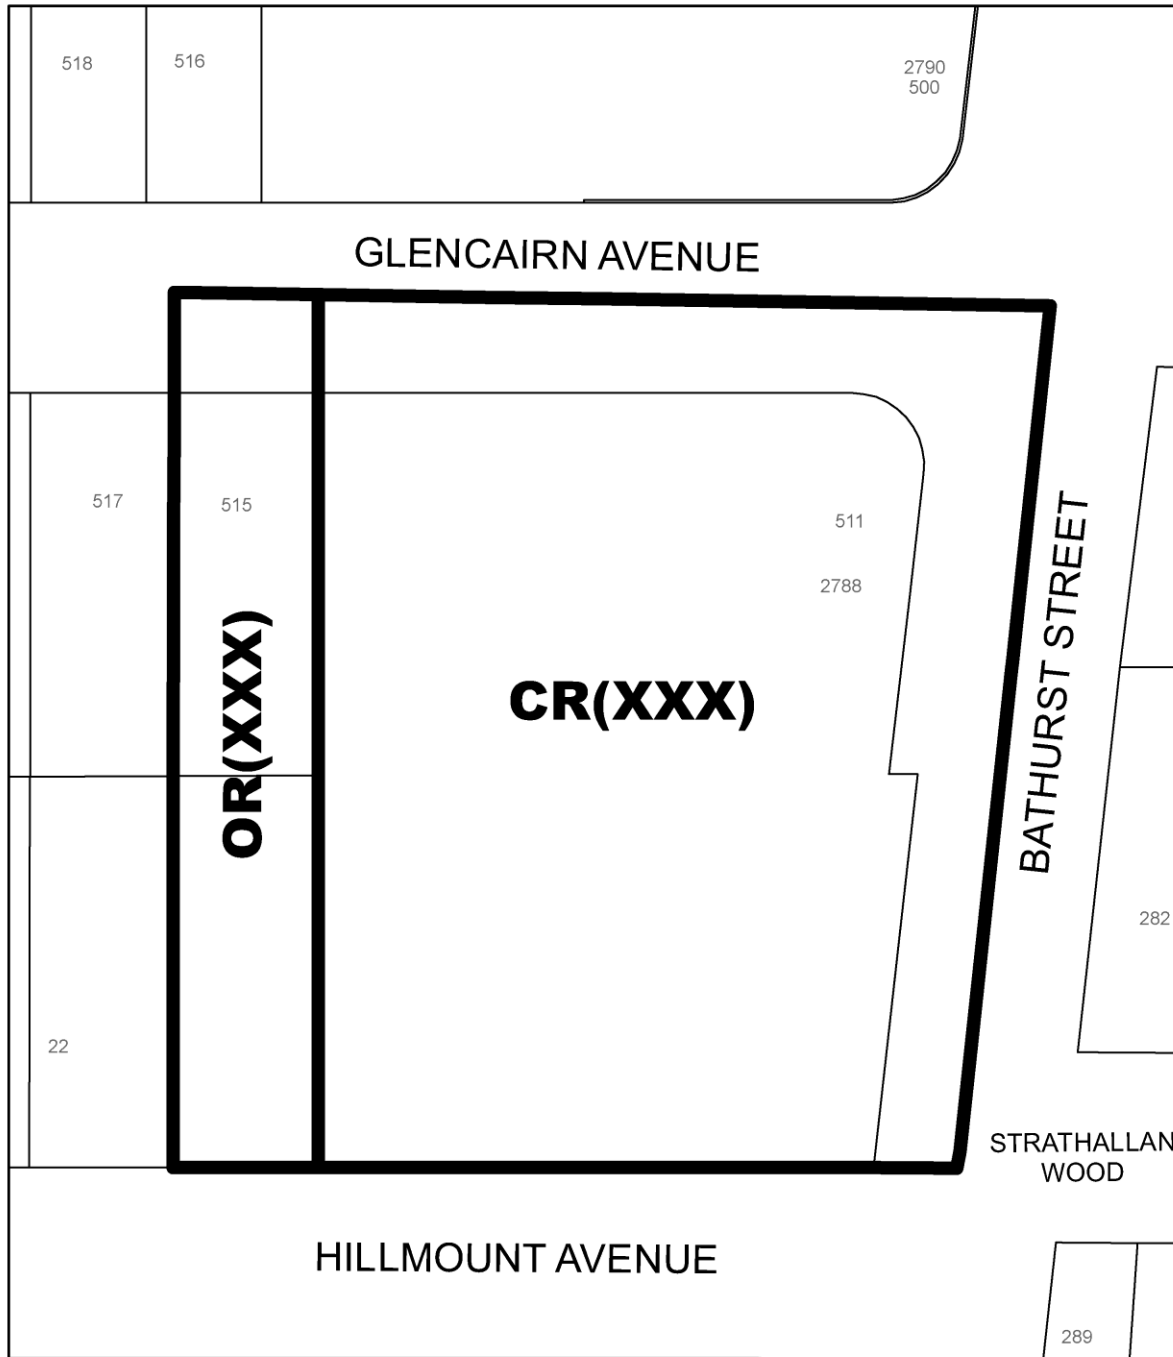 518
516
2790
500
GLENCAIRN AVENUE
517
515
511
2788
OR(XXX)
CR(XXX)
BATHURST STREET
282
22
STRATHALLAN
WOOD
HILLMOUNT AVENUE
289